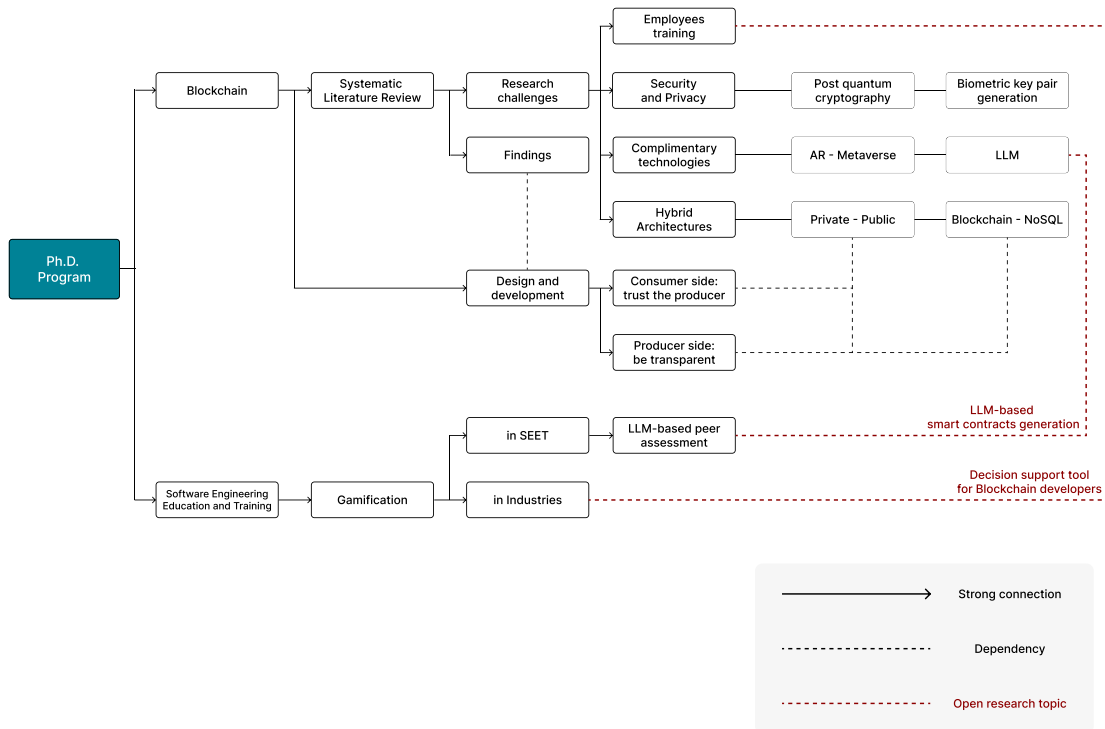 Employees
training
Blockchain
Systematic
Literature Review
Research
challenges
Security
and Privacy
Post quantum
cryptography
Biometric key pair
generation
Findings
Complimentary
technologies
AR - Metaverse
LLM
Hybrid
Architectures
Private - Public
Blockchain - NoSQL
Ph.D.
Program
Design and
development
Consumer side:
trust the producer
Producer side:
be transparent
in SEET
LLM-based peer
assessment
LLM-based
smart contracts generation
Software Engineering
Education and Training
Gamification
in Industries
Decision support tool
for Blockchain developers
Strong connection
Dependency
Open research topic